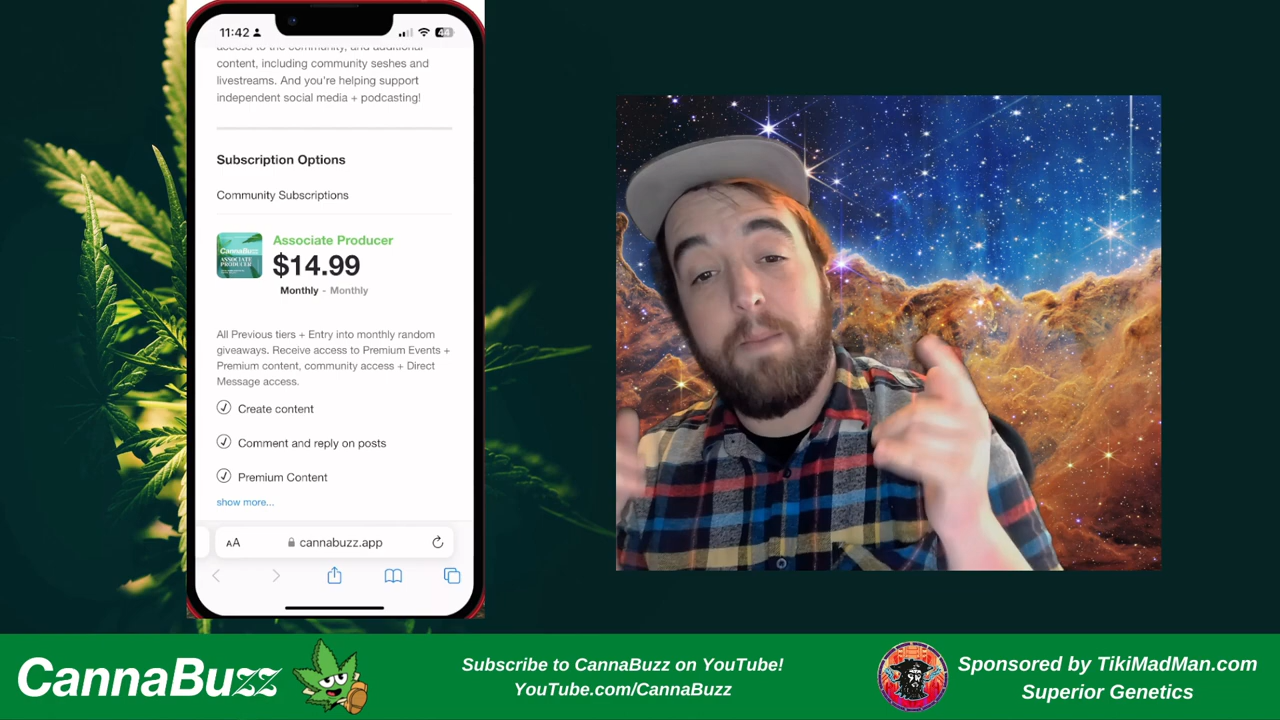 11:42
44
access to the community, and additional
content, including community seshes and
livestreams. And you're helping support
independent social media + podcasting!
Subscription Options
Community Subscriptions
CannaBuzz
ASSOCIATE
PRODUCER
Associate Producer
$14.99
Monthly - Monthly
All Previous tiers + Entry into monthly random
giveaways. Receive access to Premium Events +
Premium content, community access + Direct
Message access.
Create content
Comment and reply on posts
Premium Content
show more...
AA
cannabuzz.app
CannaBuzz
Subscribe to CannaBuzz on YouTube!
YouTube.com/CannaBuzz
Sponsored by TikiMadMan.com
Superior Genetics